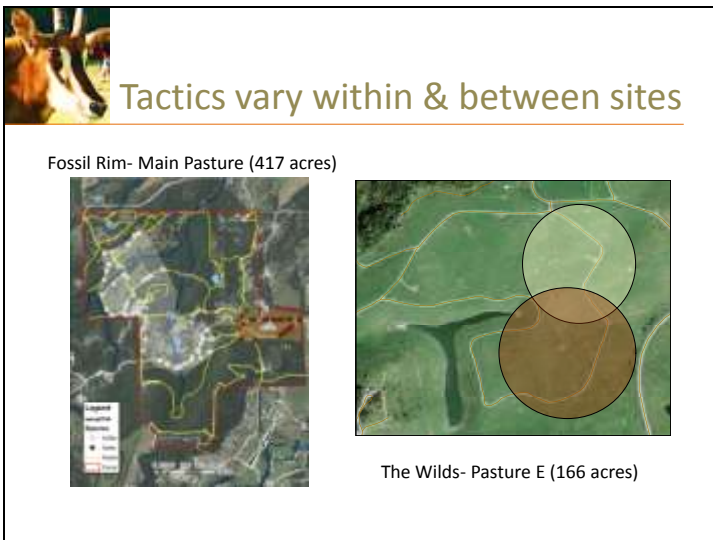 Tactics vary within & between sites
Fossil Rim- Main Pasture (417 acres)
Legend
The Wilds- Pasture E (166 acres)